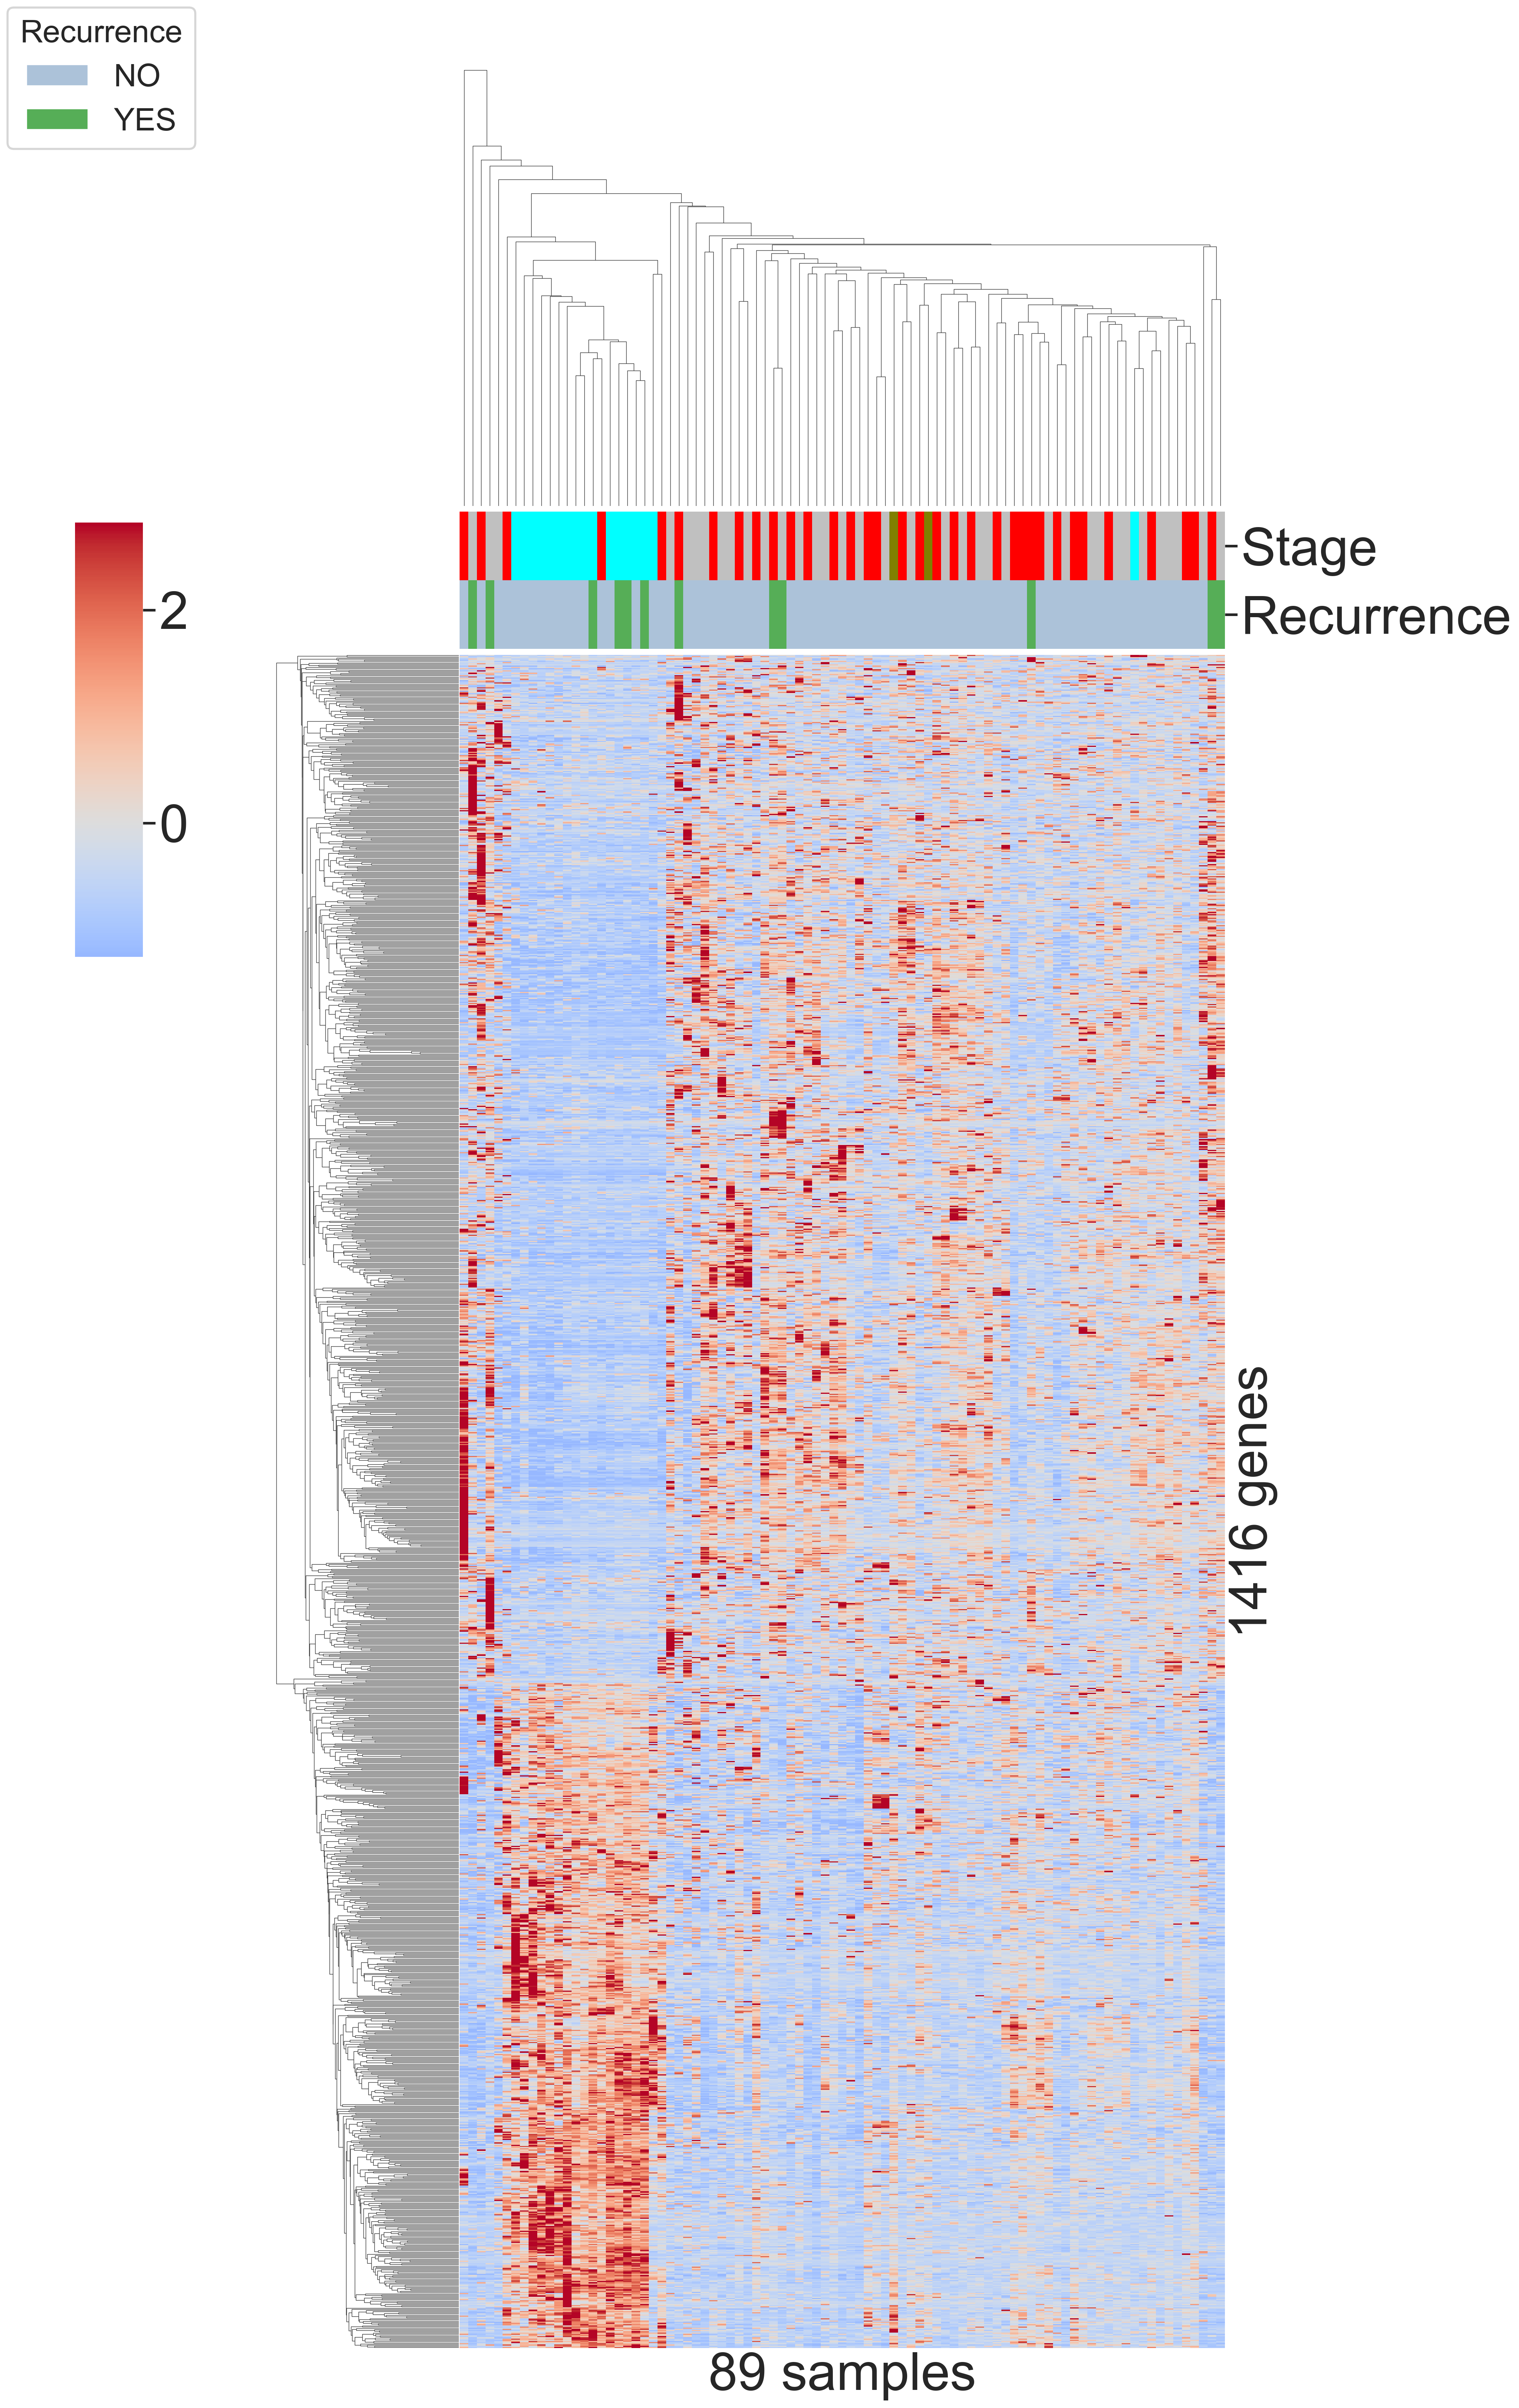 Recurrence
NO
YES
Stage
Recurrence
2
0
1416 genes
89 samples